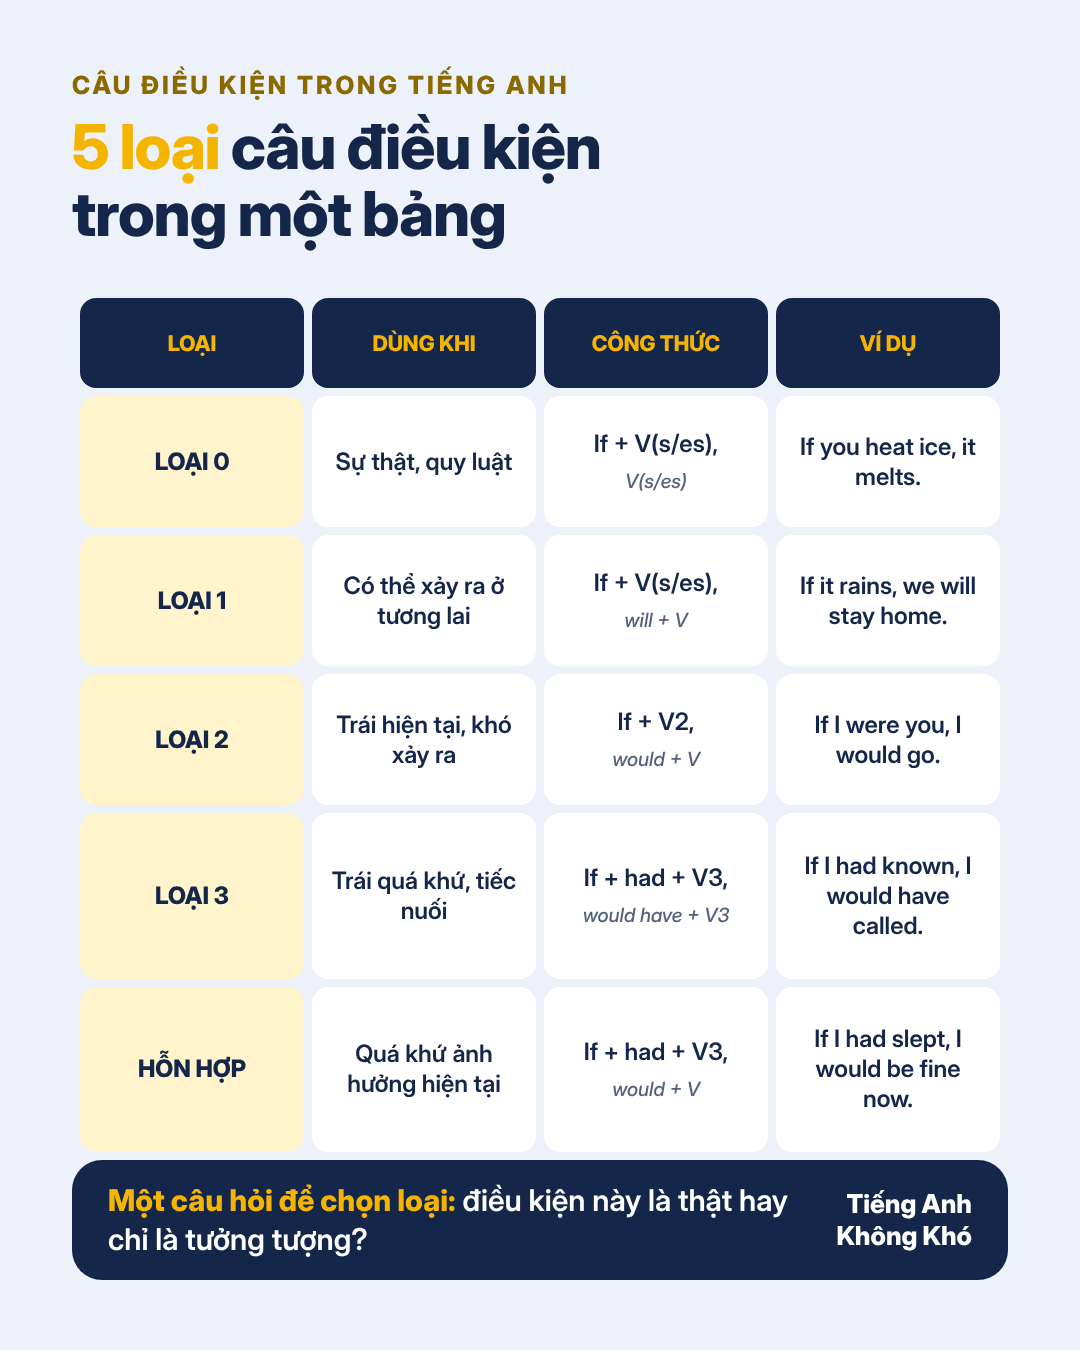 CÂU ĐIỀU KIỆN TRONG TIẾNG ANH
5 loại câu điều kiện
trong một bảng
LOẠI
DÙNG KHI
CÔNG THỨC
VÍ DỤ
LOẠI 0
Sự thật, quy luật
If + V(s/es),
V(s/es)
If you heat ice, it
melts.
LOẠI 1
Có thể xảy ra ở
tương lai
If + V(s/es),
will + V
If it rains, we will
stay home.
LOẠI 2
Trái hiện tại, khó
xảy ra
If + V2,
would + V
If I were you, I
would go.
LOẠI 3
Trái quá khứ, tiếc
nuối
If + had + V3,
would have + V3
If I had known, I
would have
called.
HỖN HỢP
Quá khứ ảnh
hưởng hiện tại
If + had + V3,
would + V
If I had slept, I
would be fine
now.
Một câu hỏi để chọn loại: điều kiện này là thật hay
chỉ là tưởng tượng?
Tiếng Anh
Không Khó